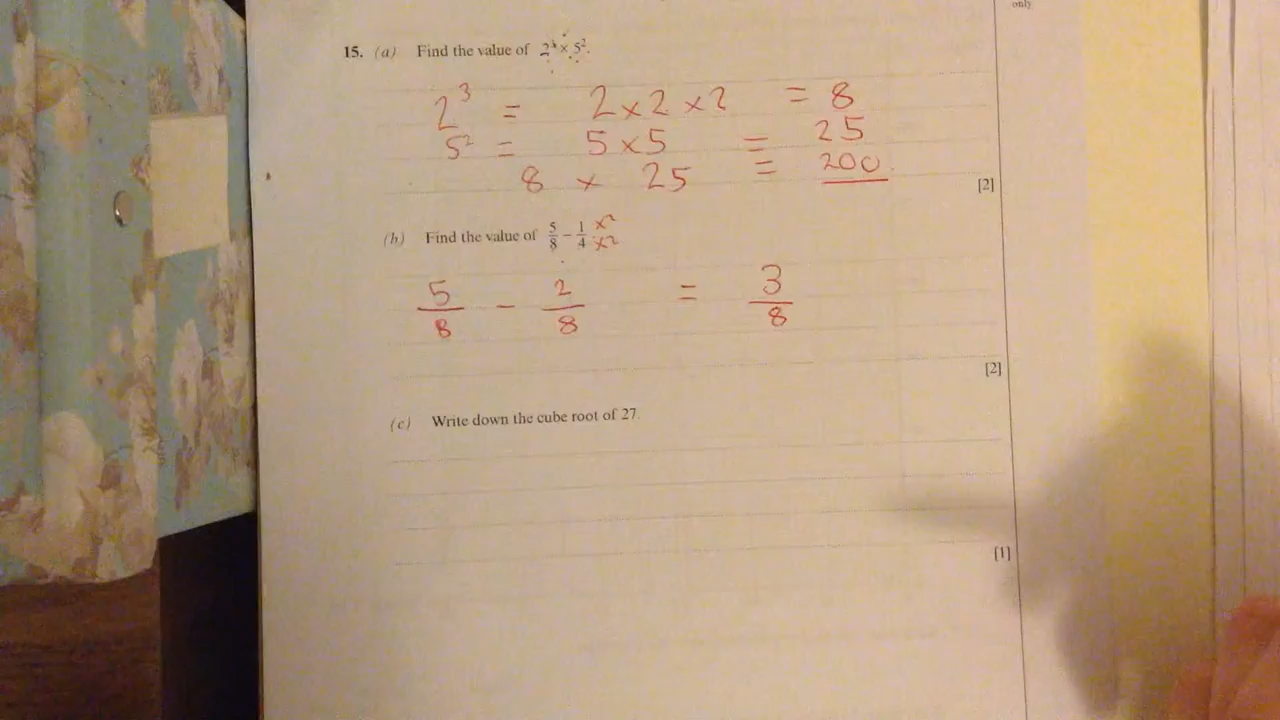 only
15. (a) Find the value of 2³ × 5².
2³ = 2 × 2 × 2 = 8
5² = 5 × 5 = 25
8 × 25 = 200
[2]
(b) Find the value of 5/8 − 1/4 ×2 ×2
5/8 − 2/8 = 3/8
[2]
(c) Write down the cube root of 27.
[1]